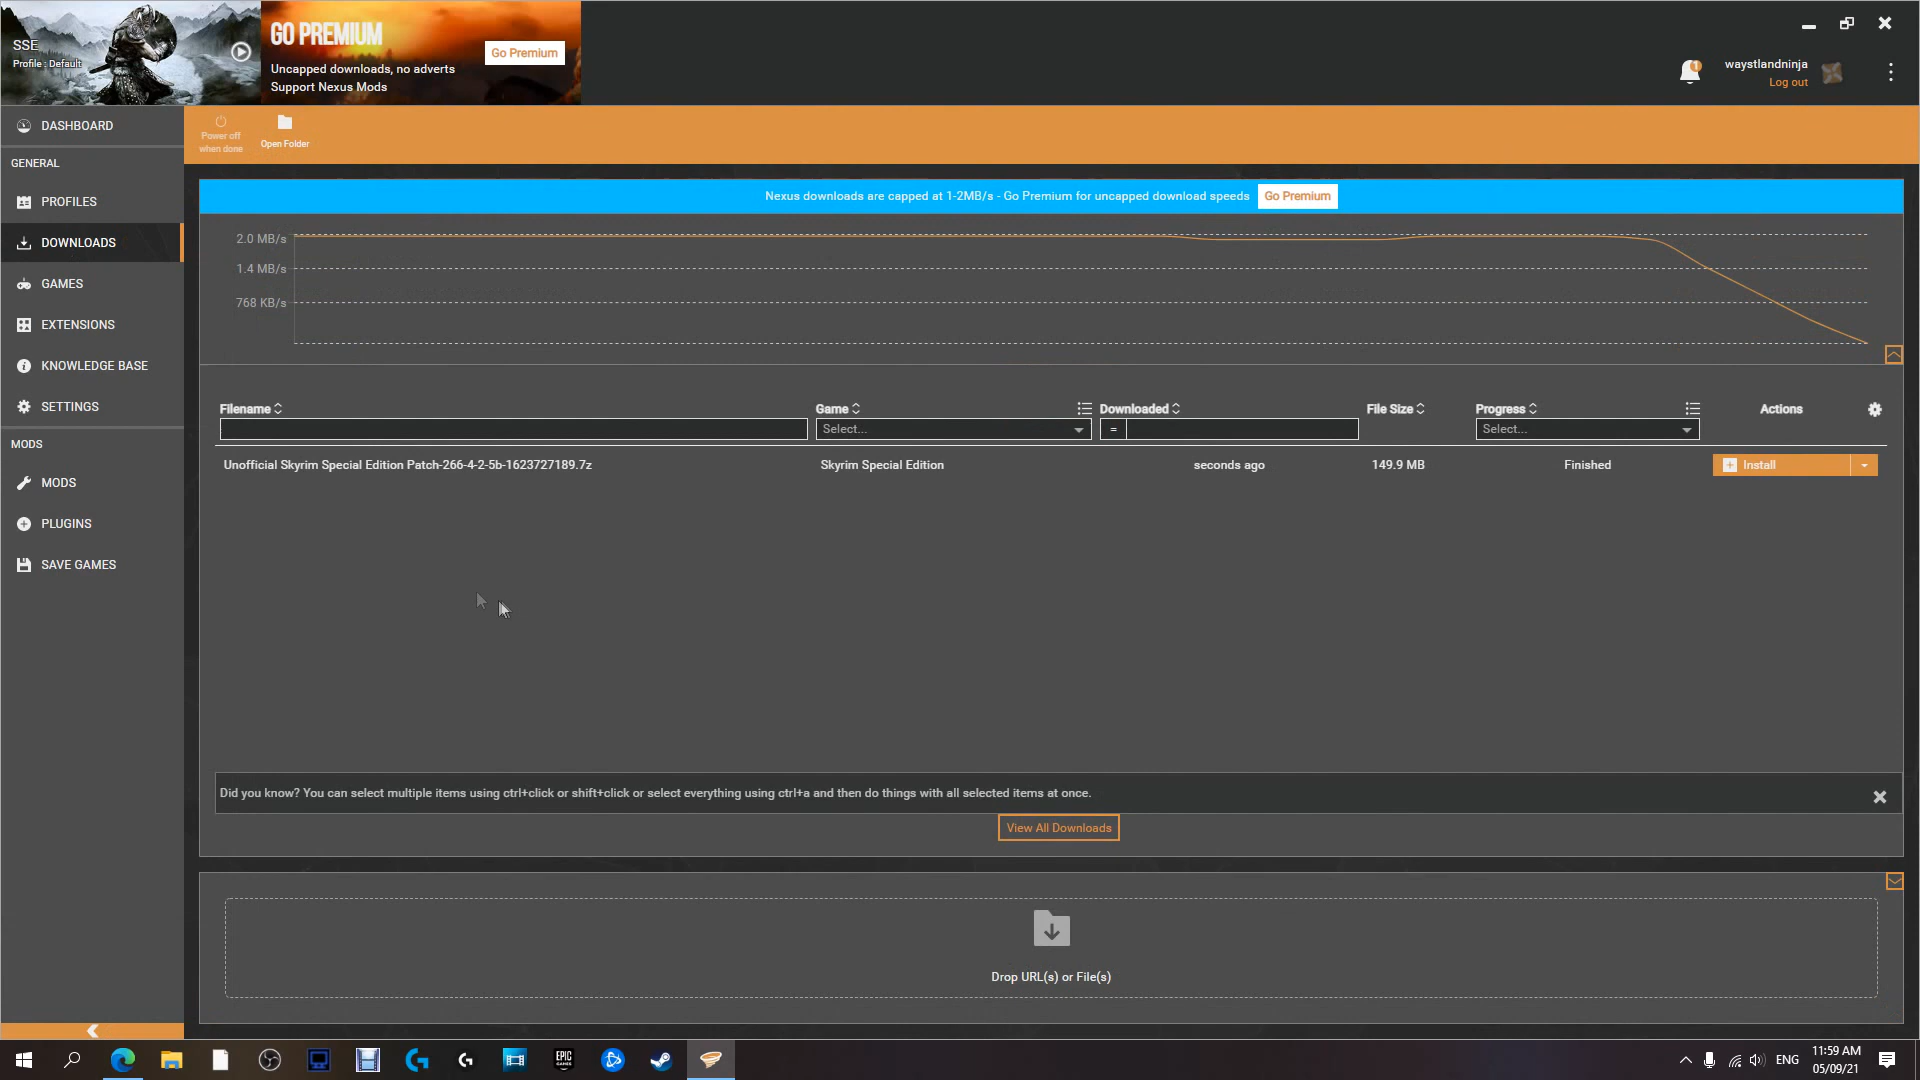 SSE
Profile : Default
GO PREMIUM
Uncapped downloads, no adverts
Support Nexus Mods
Go Premium
1
waystlandninja
Log out
DASHBOARD
GENERAL
PROFILES
DOWNLOADS
GAMES
EXTENSIONS
KNOWLEDGE BASE
SETTINGS
MODS
MODS
PLUGINS
SAVE GAMES
Power off
when done
Open Folder
Nexus downloads are capped at 1-2MB/s - Go Premium for uncapped download speeds Go Premium
2.0 MB/s
1.4 MB/s
768 KB/s
Filename Game Downloaded File Size Progress Actions
Select... = Select...
Unofficial Skyrim Special Edition Patch-266-4-2-5b-1623727189.7z Skyrim Special Edition seconds ago 149.9 MB Finished Install
Did you know? You can select multiple items using ctrl+click or shift+click or select everything using ctrl+a and then do things with all selected items at once.
View All Downloads
Drop URL(s) or File(s)
EPIC
GAMES
ENG
11:59 AM
05/09/21